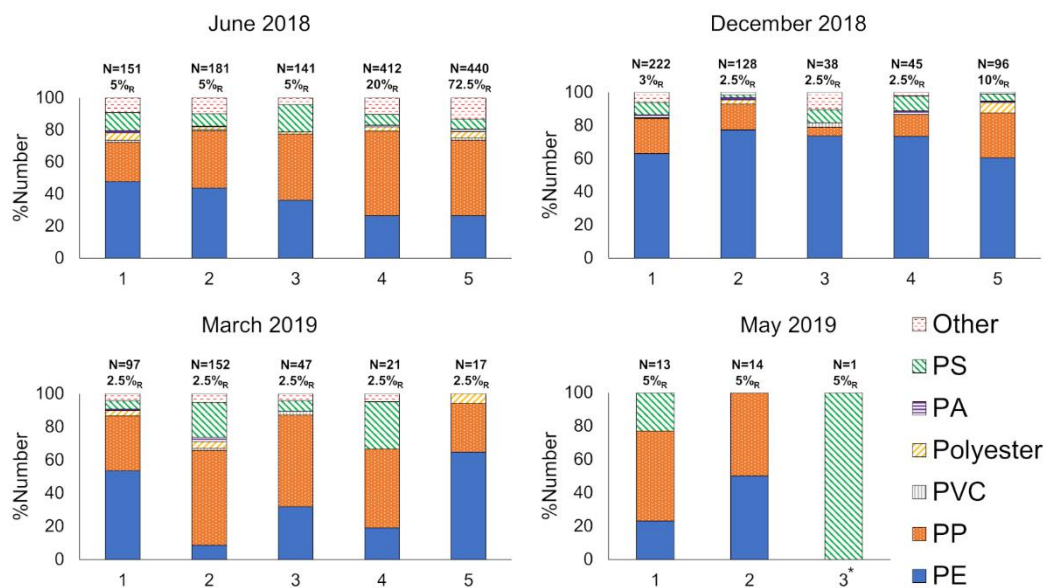 June 2018
N=151 N=181 N=141 N=412 N=440
5%R 5%R 5%R 20%R 72.5%R
100
80
60
40
20
0
%Number
1 2 3 4 5
December 2018
N=222 N=128 N=38 N=45 N=96
3%R 2.5%R 2.5%R 2.5%R 10%R
100
80
60
40
20
0
%Number
1 2 3 4 5
March 2019
N=97 N=152 N=47 N=21 N=17
2.5%R 2.5%R 2.5%R 2.5%R 2.5%R
100
80
60
40
20
0
%Number
1 2 3 4 5
May 2019
N=13 N=14 N=1
5%R 5%R 5%R
100
80
60
40
20
0
%Number
1 2 3*
Other
PS
PA
Polyester
PVC
PP
PE